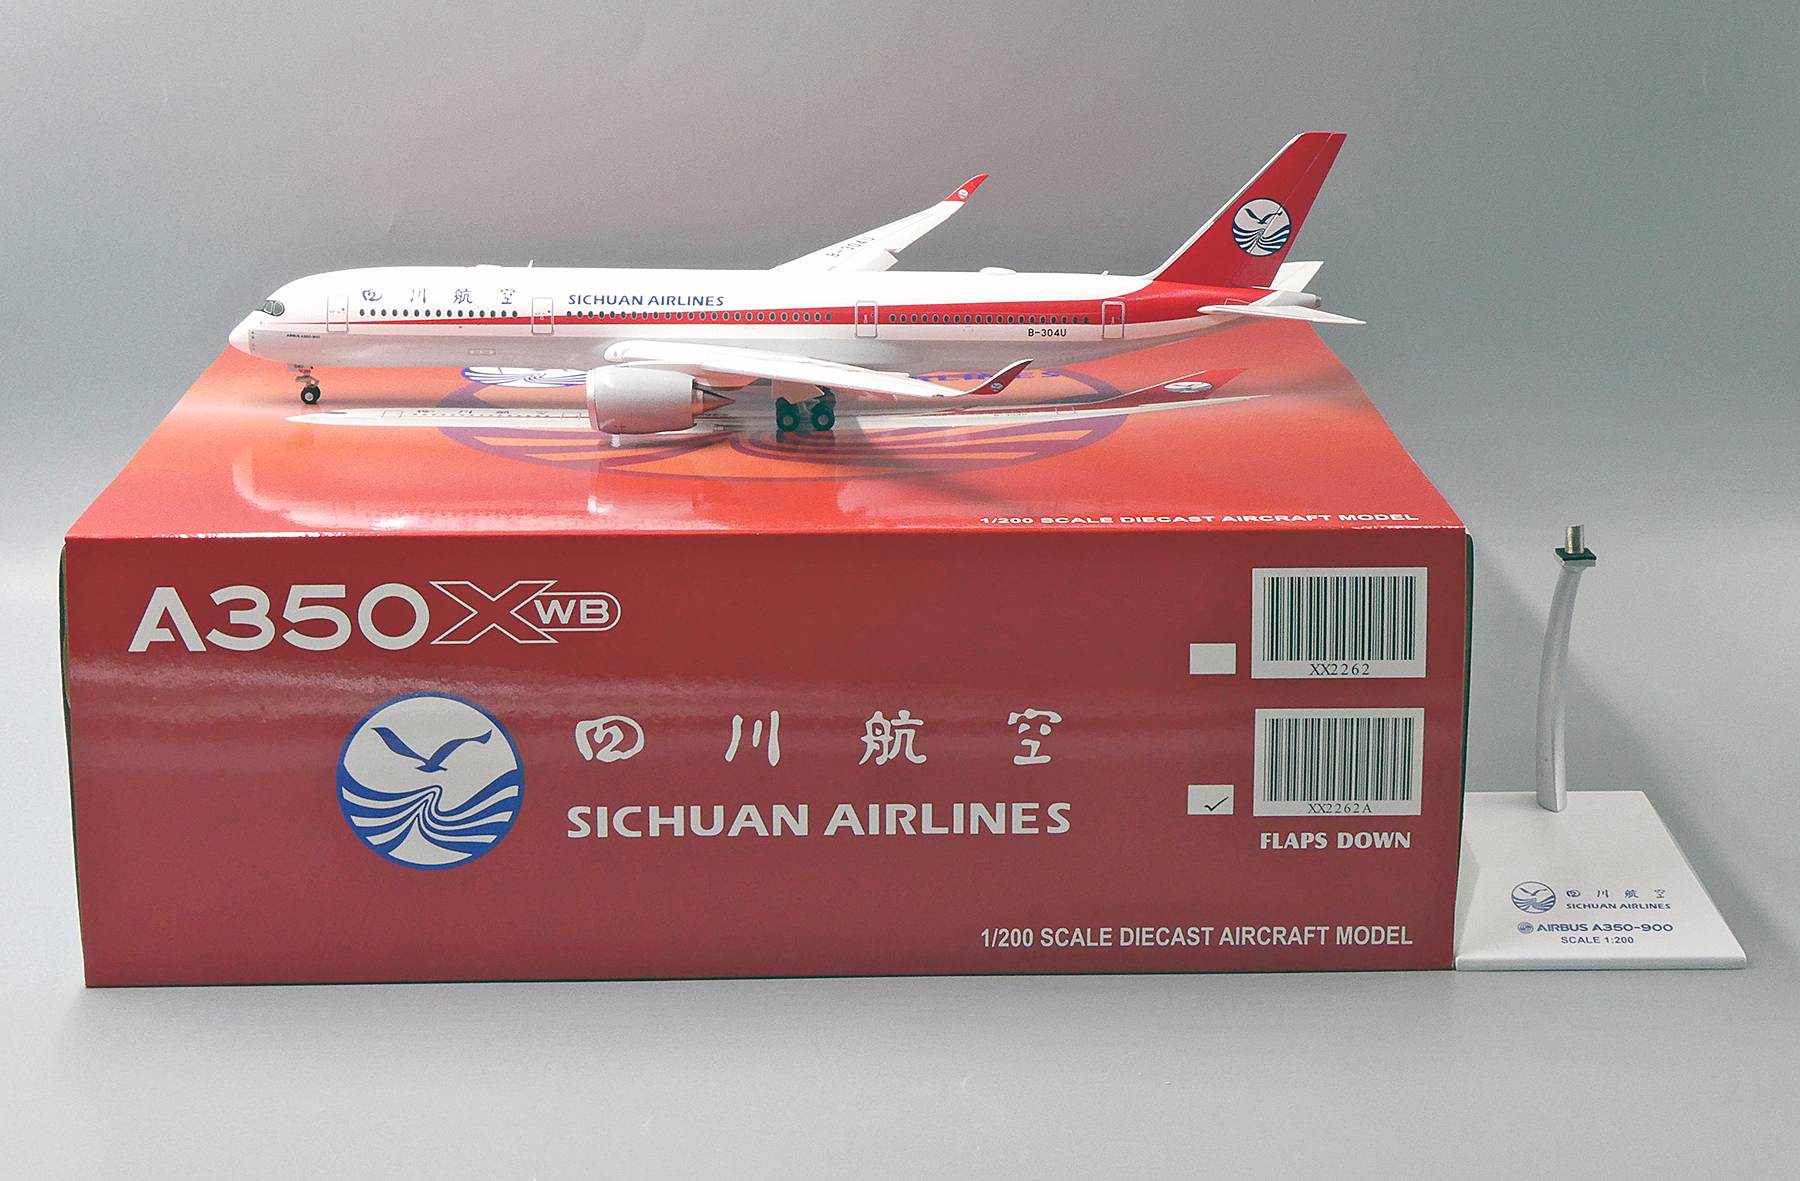 B-304U
四川航空
SICHUAN AIRLINES
B-304U
1/200 SCALE DIECAST AIRCRAFT MODEL
A350XWB
XX2262
四川航空
SICHUAN AIRLINES
XX2262A
FLAPS DOWN
1/200 SCALE DIECAST AIRCRAFT MODEL
四川航空
SICHUAN AIRLINES
AIRBUS A350-900
SCALE 1:200